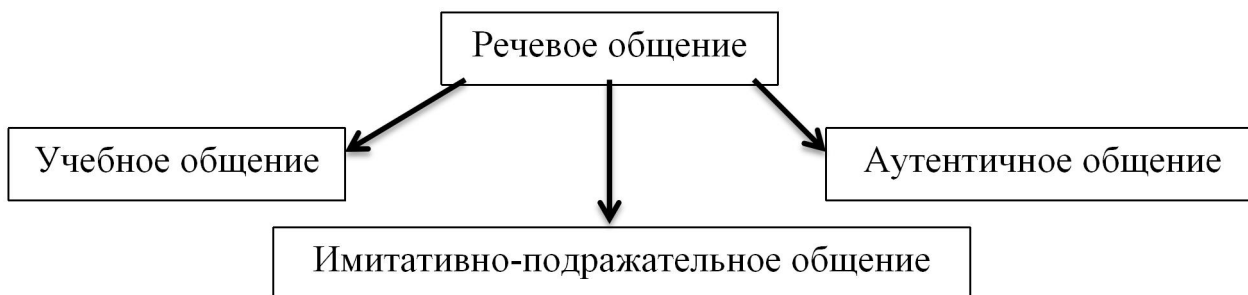 Речевое общение
Учебное общение
Аутентичное общение
Имитативно-подражательное общение